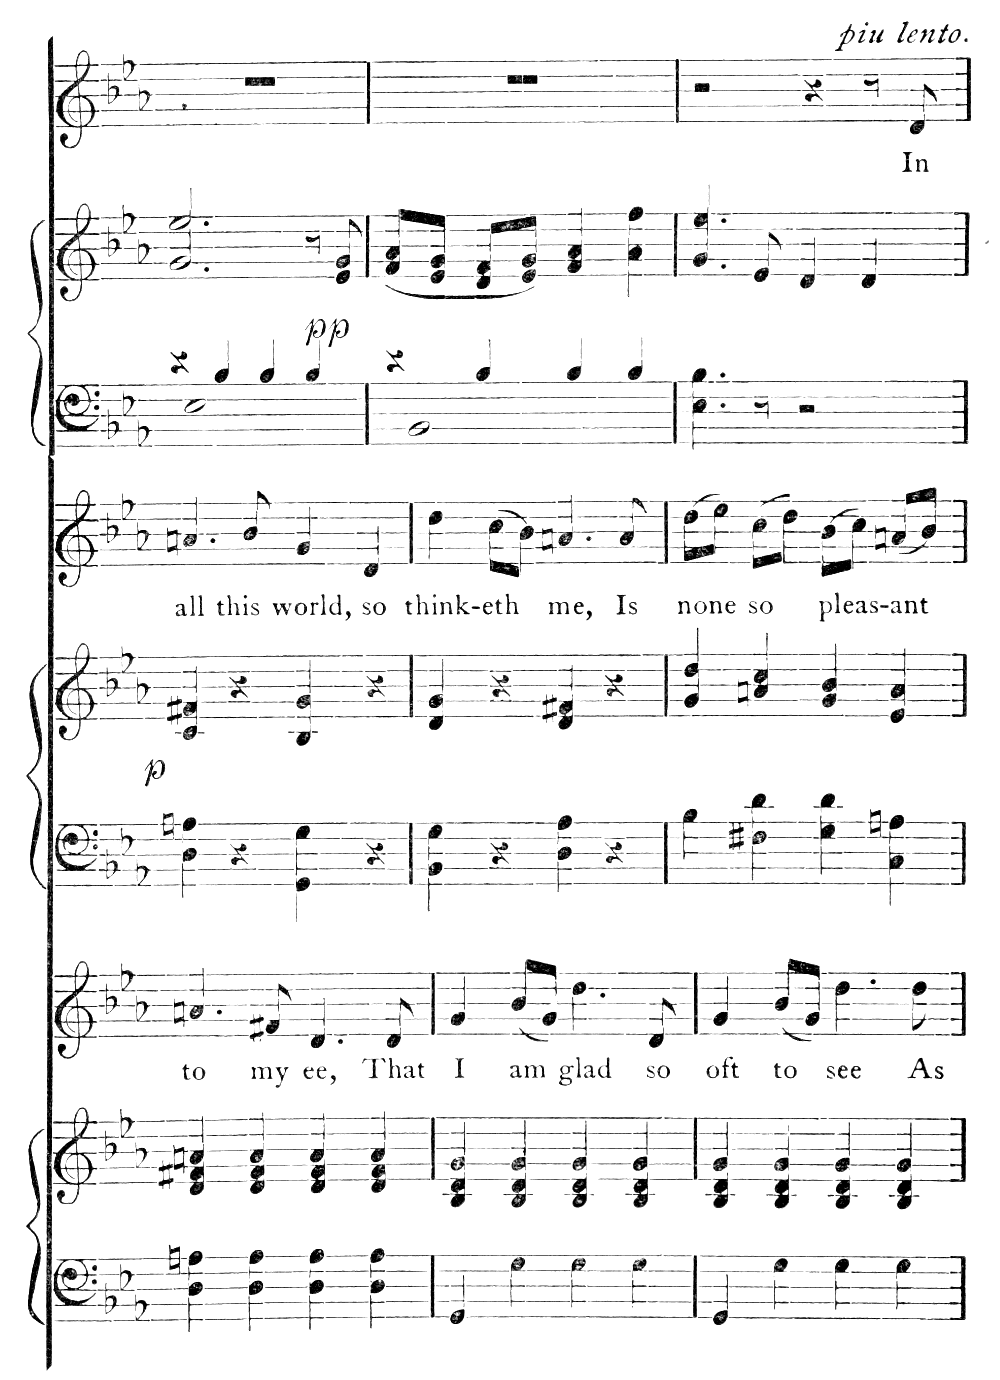 piu lento.
In
pp
all this world, so think-eth me, Is none so pleas-ant
p
to my ee, That I am glad so oft to see As